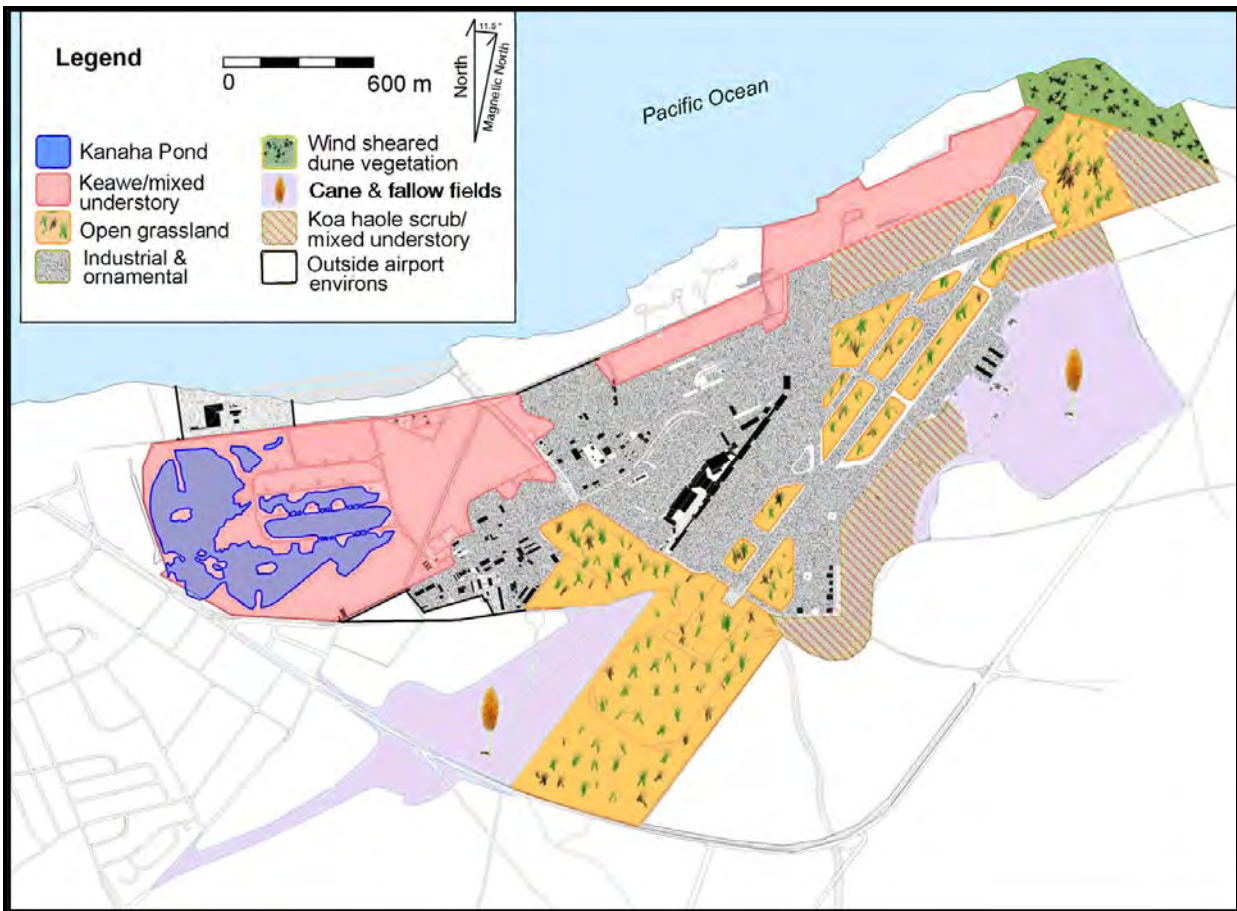 Legend
0 600 m
North
11.5 °
Magnetic North
Kanaha Pond
Keawe/mixed
understory
Open grassland
Industrial &
ornamental
Wind sheared
dune vegetation
Cane & fallow fields
Koa haole scrub/
mixed understory
Outside airport
environs
Pacific Ocean